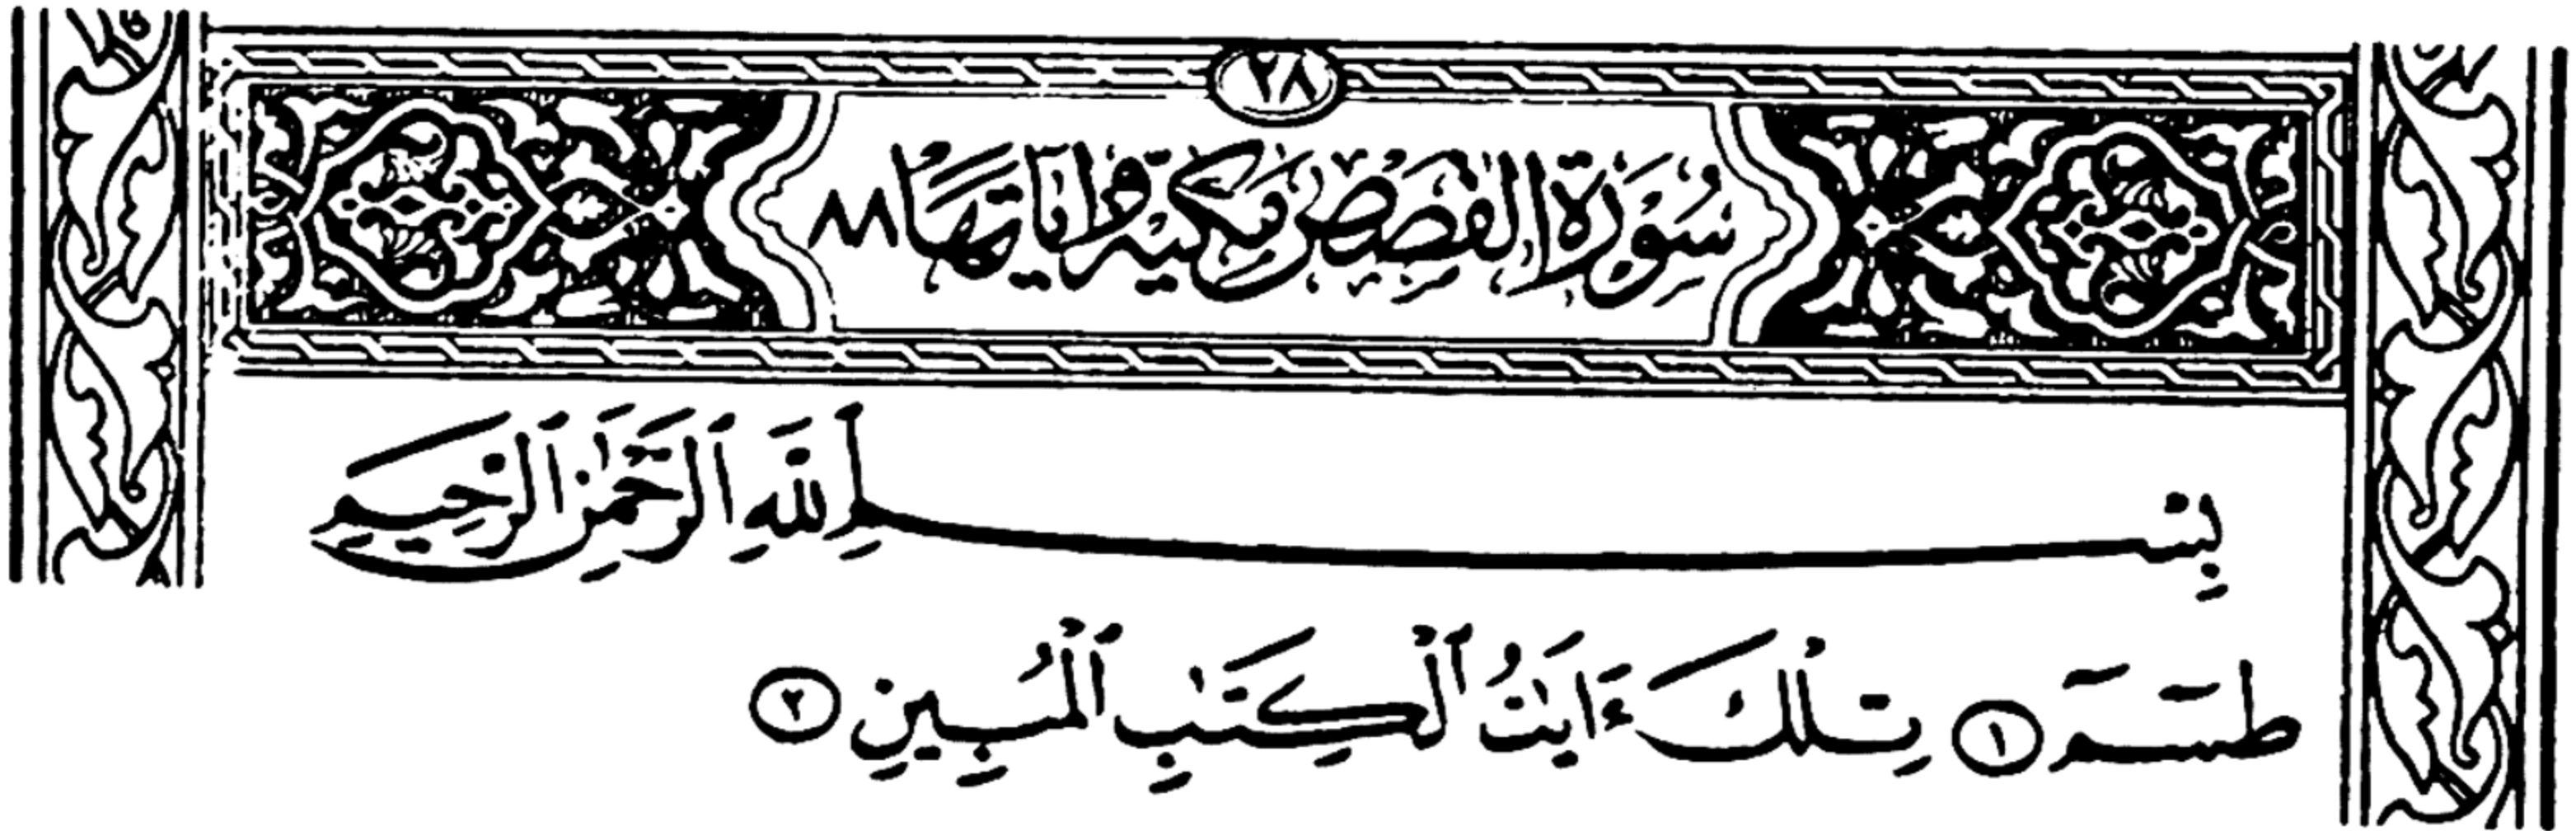 ٢٨
سُورَةُ القَصَصِ مَكِّيَّةٌ وَآيَاتُهَا ٨٨
بِسْمِ ٱللَّهِ ٱلرَّحْمَٰنِ ٱلرَّحِيمِ
طسٓمٓ ١ تِلْكَ ءَايَٰتُ ٱلْكِتَٰبِ ٱلْمُبِينِ ٢